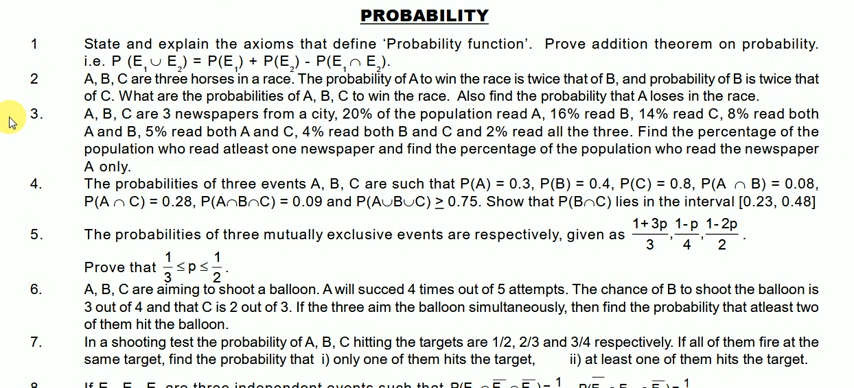 PROBABILITY
1 State and explain the axioms that define 'Probability function'. Prove addition theorem on probability.
i.e. P (E₁∪ E₂) = P(E₁) + P(E₂) - P(E₁∩ E₂).
2 A, B, C are three horses in a race. The probability of A to win the race is twice that of B, and probability of B is twice that
of C. What are the probabilities of A, B, C to win the race. Also find the probability that A loses in the race.
3. A, B, C are 3 newspapers from a city, 20% of the population read A, 16% read B, 14% read C, 8% read both
A and B, 5% read both A and C, 4% read both B and C and 2% read all the three. Find the percentage of the
population who read atleast one newspaper and find the percentage of the population who read the newspaper
A only.
4. The probabilities of three events A, B, C are such that P(A) = 0.3, P(B) = 0.4, P(C) = 0.8, P(A ∩ B) = 0.08,
P(A ∩ C) = 0.28, P(A∩B∩C) = 0.09 and P(A∪B∪C) ≥ 0.75. Show that P(B∩C) lies in the interval [0.23, 0.48]
5. The probabilities of three mutually exclusive events are respectively, given as (1+3p)/3, (1-p)/4, (1-2p)/2 .
Prove that 1/3 ≤ p ≤ 1/2 .
6. A, B, C are aiming to shoot a balloon. A will succed 4 times out of 5 attempts. The chance of B to shoot the balloon is
3 out of 4 and that C is 2 out of 3. If the three aim the balloon simultaneously, then find the probability that atleast two
of them hit the balloon.
7. In a shooting test the probability of A, B, C hitting the targets are 1/2, 2/3 and 3/4 respectively. If all of them fire at the
same target, find the probability that i) only one of them hits the target, ii) at least one of them hits the target.